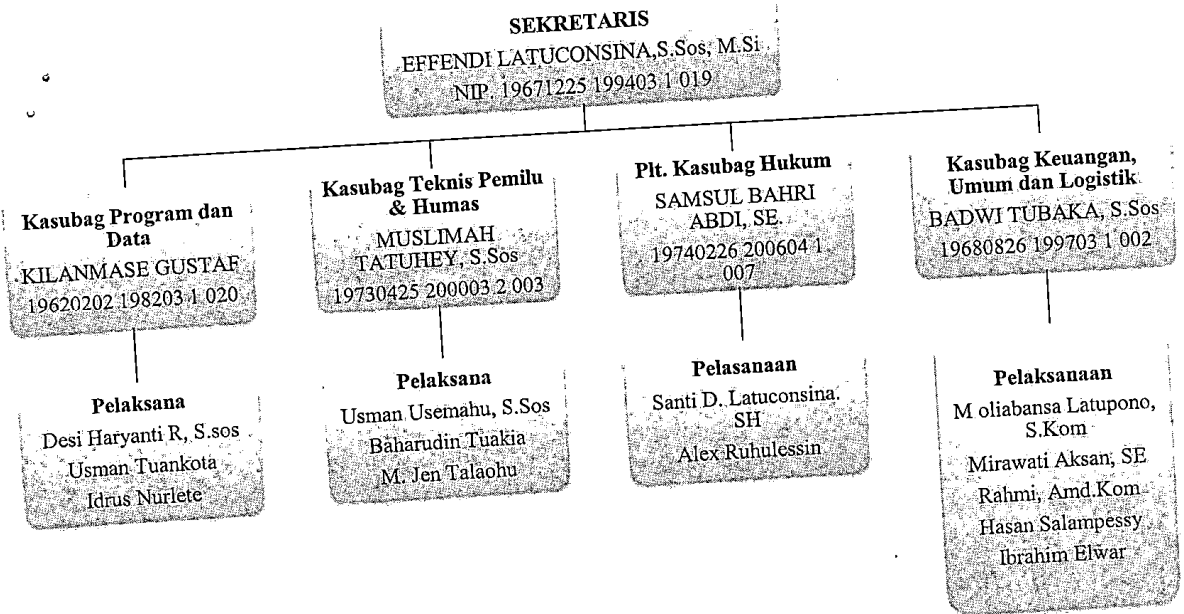 SEKRETARIS
EFFENDI LATUCONSINA,S.Sos, M.Si
NIP. 19671225 199403 1 019
Kasubag Program dan
Data
KILANMASE GUSTAF
19620202 198203 1 020
Kasubag Teknis Pemilu
& Humas
MUSLIMAH
TATUHEY, S.Sos
19730425 200003 2 003
Plt. Kasubag Hukum
SAMSUL BAHRI
ABDI, SE.
19740226 200604 1
007
Kasubag Keuangan,
Umum dan Logistik
BADWI TUBAKA, S.Sos
19680826 199703 1 002
Pelaksana
Desi Haryanti R, S.sos
Usman Tuankota
Idrus Nurlete
Pelaksana
Usman Usemahu, S.Sos
Baharudin Tuakia
M. Jen Talaohu
Pelasanaan
Santi D. Latuconsina.
SH
Alex Ruhulessin
Pelaksanaan
M oliabansa Latupono,
S.Kom
Mirawati Aksan, SE
Rahmi, Amd.Kom
Hasan Salampessy
Ibrahim Elwar